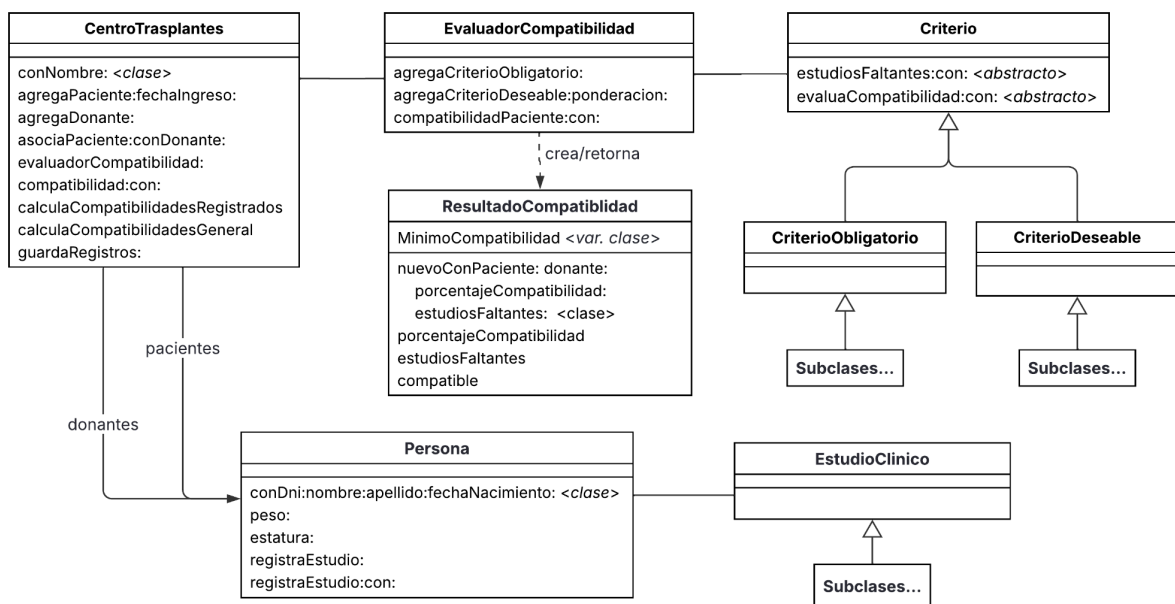 CentroTrasplantes
conNombre: <clase>
agregaPaciente:fechaIngreso:
agregaDonante:
asociaPaciente:conDonante:
evaluadorCompatibilidad:
compatibilidad:con:
calculaCompatibilidadesRegistrados
calculaCompatibilidadesGeneral
guardaRegistros:
EvaluadorCompatibilidad
agregaCriterioObligatorio:
agregaCriterioDeseable:ponderacion:
compatibilidadPaciente:con:
Criterio
estudiosFaltantes:con: <abstracto>
evaluaCompatibilidad:con: <abstracto>
crea/retorna
ResultadoCompatiblidad
MinimoCompatibilidad <var. clase>
nuevoConPaciente: donante:
porcentajeCompatibilidad:
estudiosFaltantes: <clase>
porcentajeCompatibilidad
estudiosFaltantes
compatible
CriterioObligatorio
CriterioDeseable
Subclases...
Subclases...
pacientes
donantes
Persona
conDni:nombre:apellido:fechaNacimiento: <clase>
peso:
estatura:
registraEstudio:
registraEstudio:con:
EstudioClinico
Subclases...